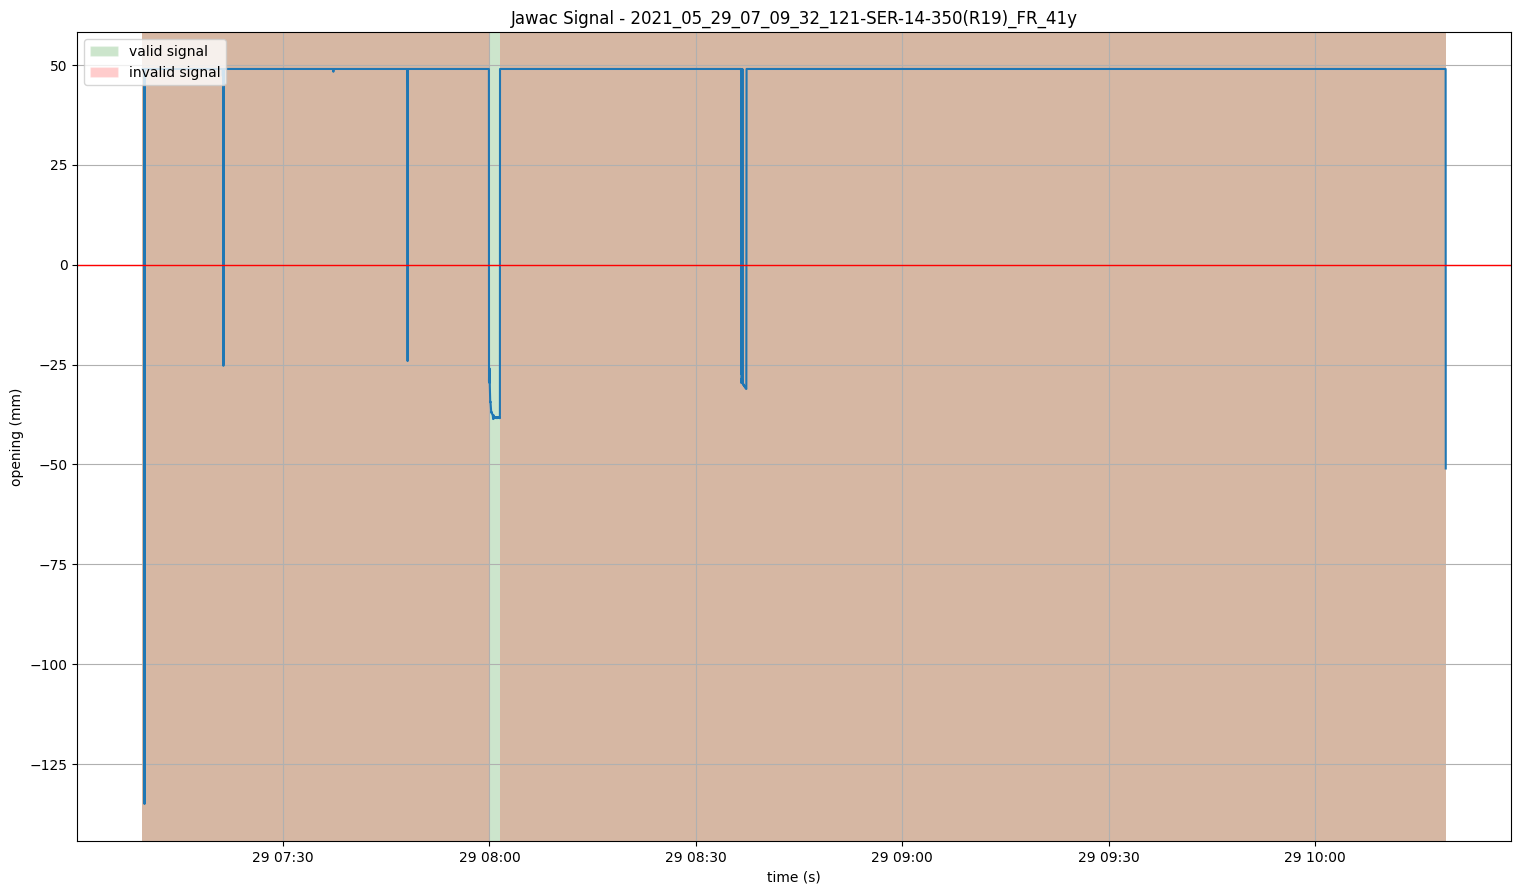 Jawac Signal - 2021_05_29_07_09_32_121-SER-14-350(R19)_FR_41y
valid signal
invalid signal
opening (mm)
50
25
0
−25
−50
−75
−100
−125
29 07:30
29 08:00
29 08:30
29 09:00
29 09:30
29 10:00
time (s)